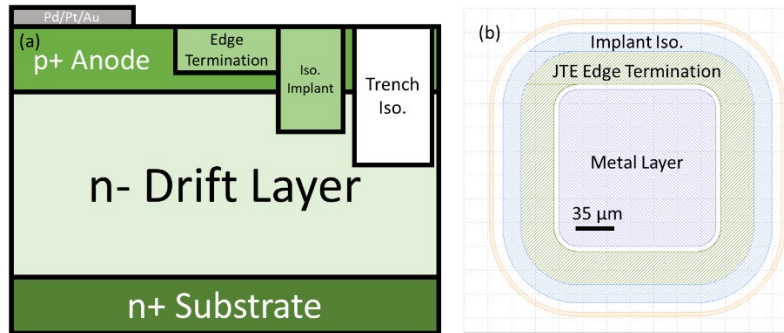 Pd/Pt/Au
(a)
p+ Anode
Edge
Termination
Iso.
Implant
Trench
Iso.
n- Drift Layer
n+ Substrate
(b)
Implant Iso.
JTE Edge Termination
Metal Layer
35 µm